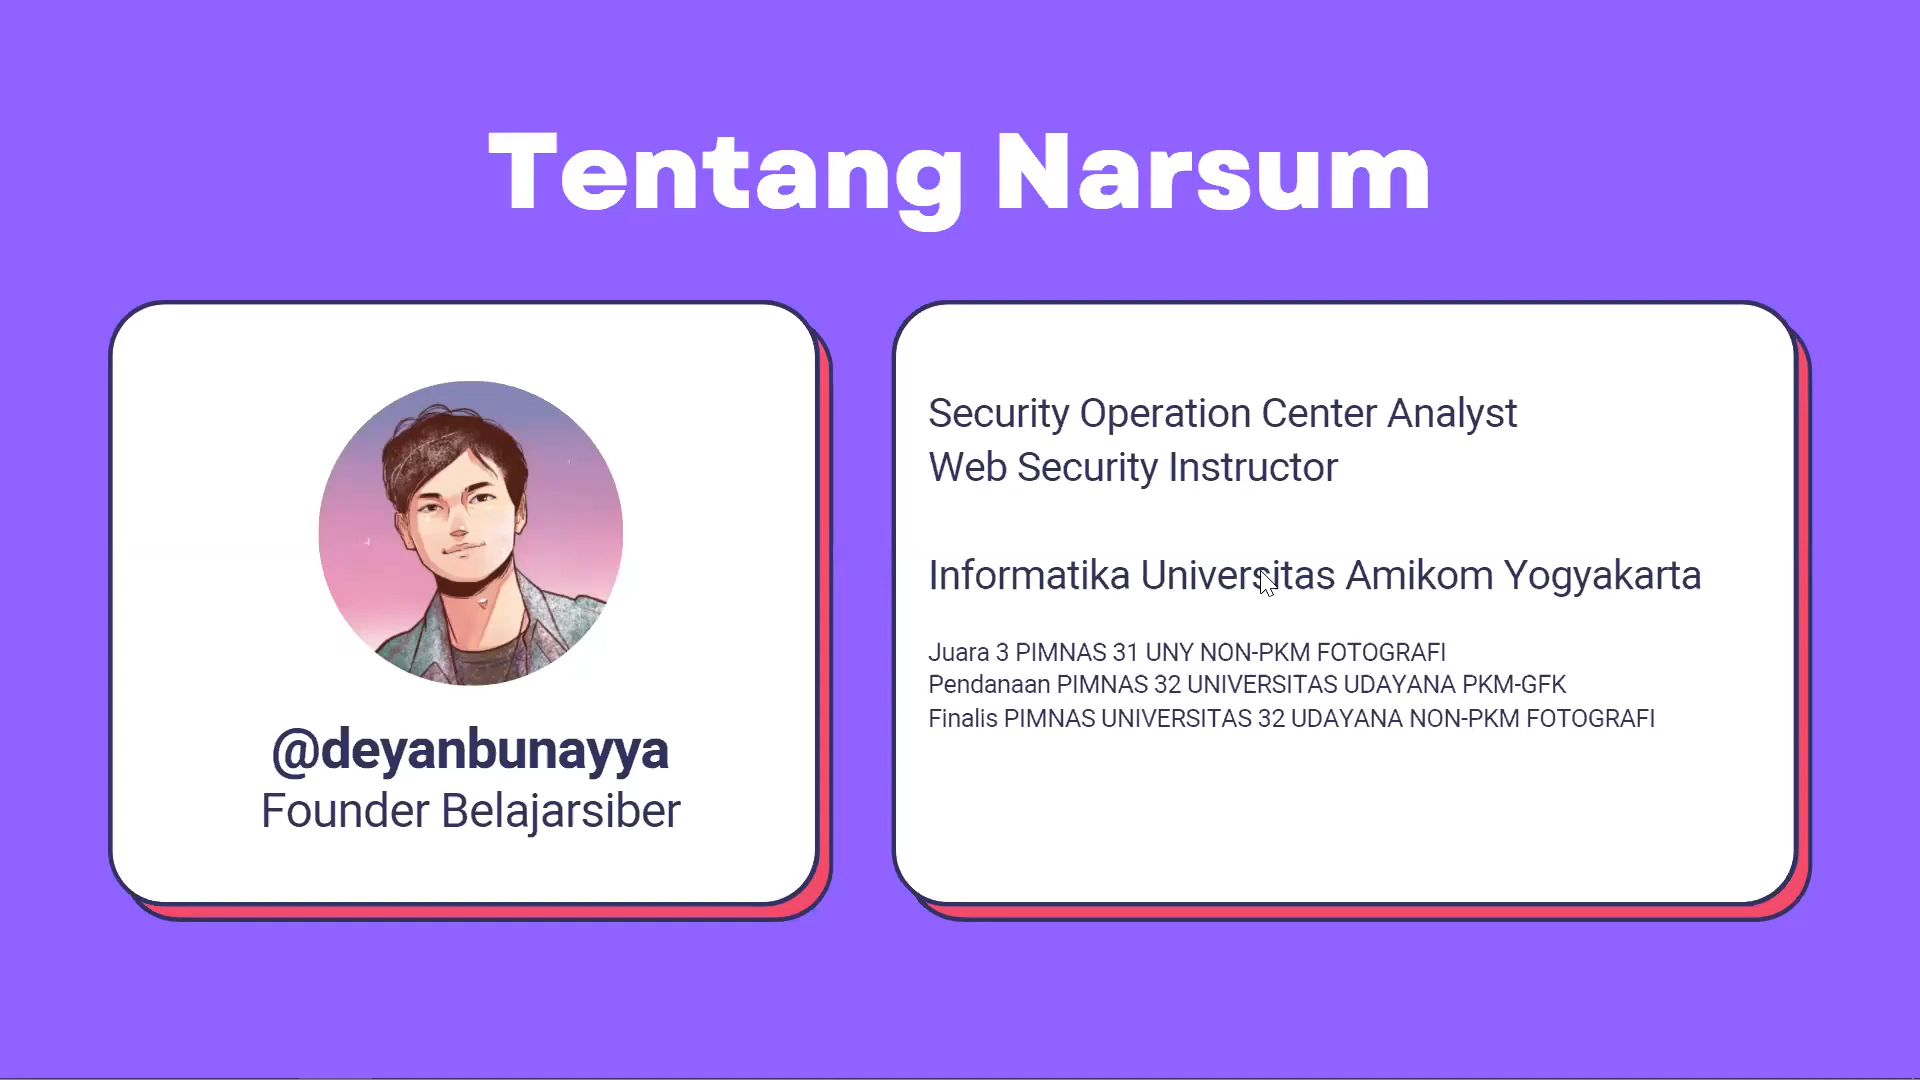 Tentang Narsum
@deyanbunayya
Founder Belajarsiber
Security Operation Center Analyst
Web Security Instructor
Informatika Universitas Amikom Yogyakarta
Juara 3 PIMNAS 31 UNY NON-PKM FOTOGRAFI
Pendanaan PIMNAS 32 UNIVERSITAS UDAYANA PKM-GFK
Finalis PIMNAS UNIVERSITAS 32 UDAYANA NON-PKM FOTOGRAFI